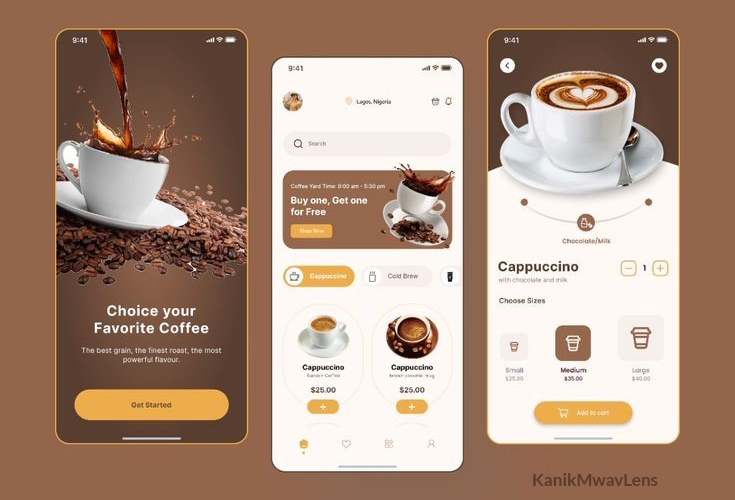 9:41
Choice your
Favorite Coffee
The best grain, the finest roast, the most
powerful flavour.
Get Started
9:41
Lagos, Nigeria
Search
Coffee Yard Time: 9:00 am - 5:30 pm
Buy one, Get one
for Free
Shop Now
Cappuccino
Cold Brew
Cappuccino
$25.00
+
Cappuccino
$25.00
+
9:41
Chocolate/Milk
Cappuccino
- 1 +
with chocolate and milk
Choose Sizes
Small
$25.00
Medium
$35.00
Large
$40.00
Add to cart
KanikMwavLens